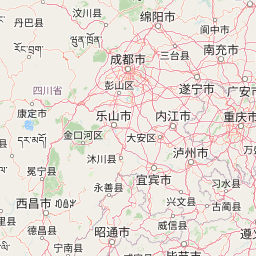 丹巴县
汶川县
绵阳市
阆中市
ལུང་དགུ་རྫོང
成都市
三台县
南充市
四川省
彭山区
遂宁市
广安市
康定市
乐山市
内江市
重庆市
金口河区
大安区
沐川县
泸州市
冕宁县
宜宾市
永善县
习水县
西昌市
兴文县
古蔺县
德昌县
昭通市
威信县
宁南县